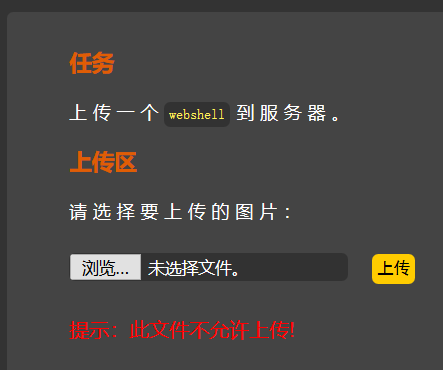 任务
上传一个 webshell 到服务器。
上传区
请选择要上传的图片：
浏览... 未选择文件。 上传
提示：此文件不允许上传!